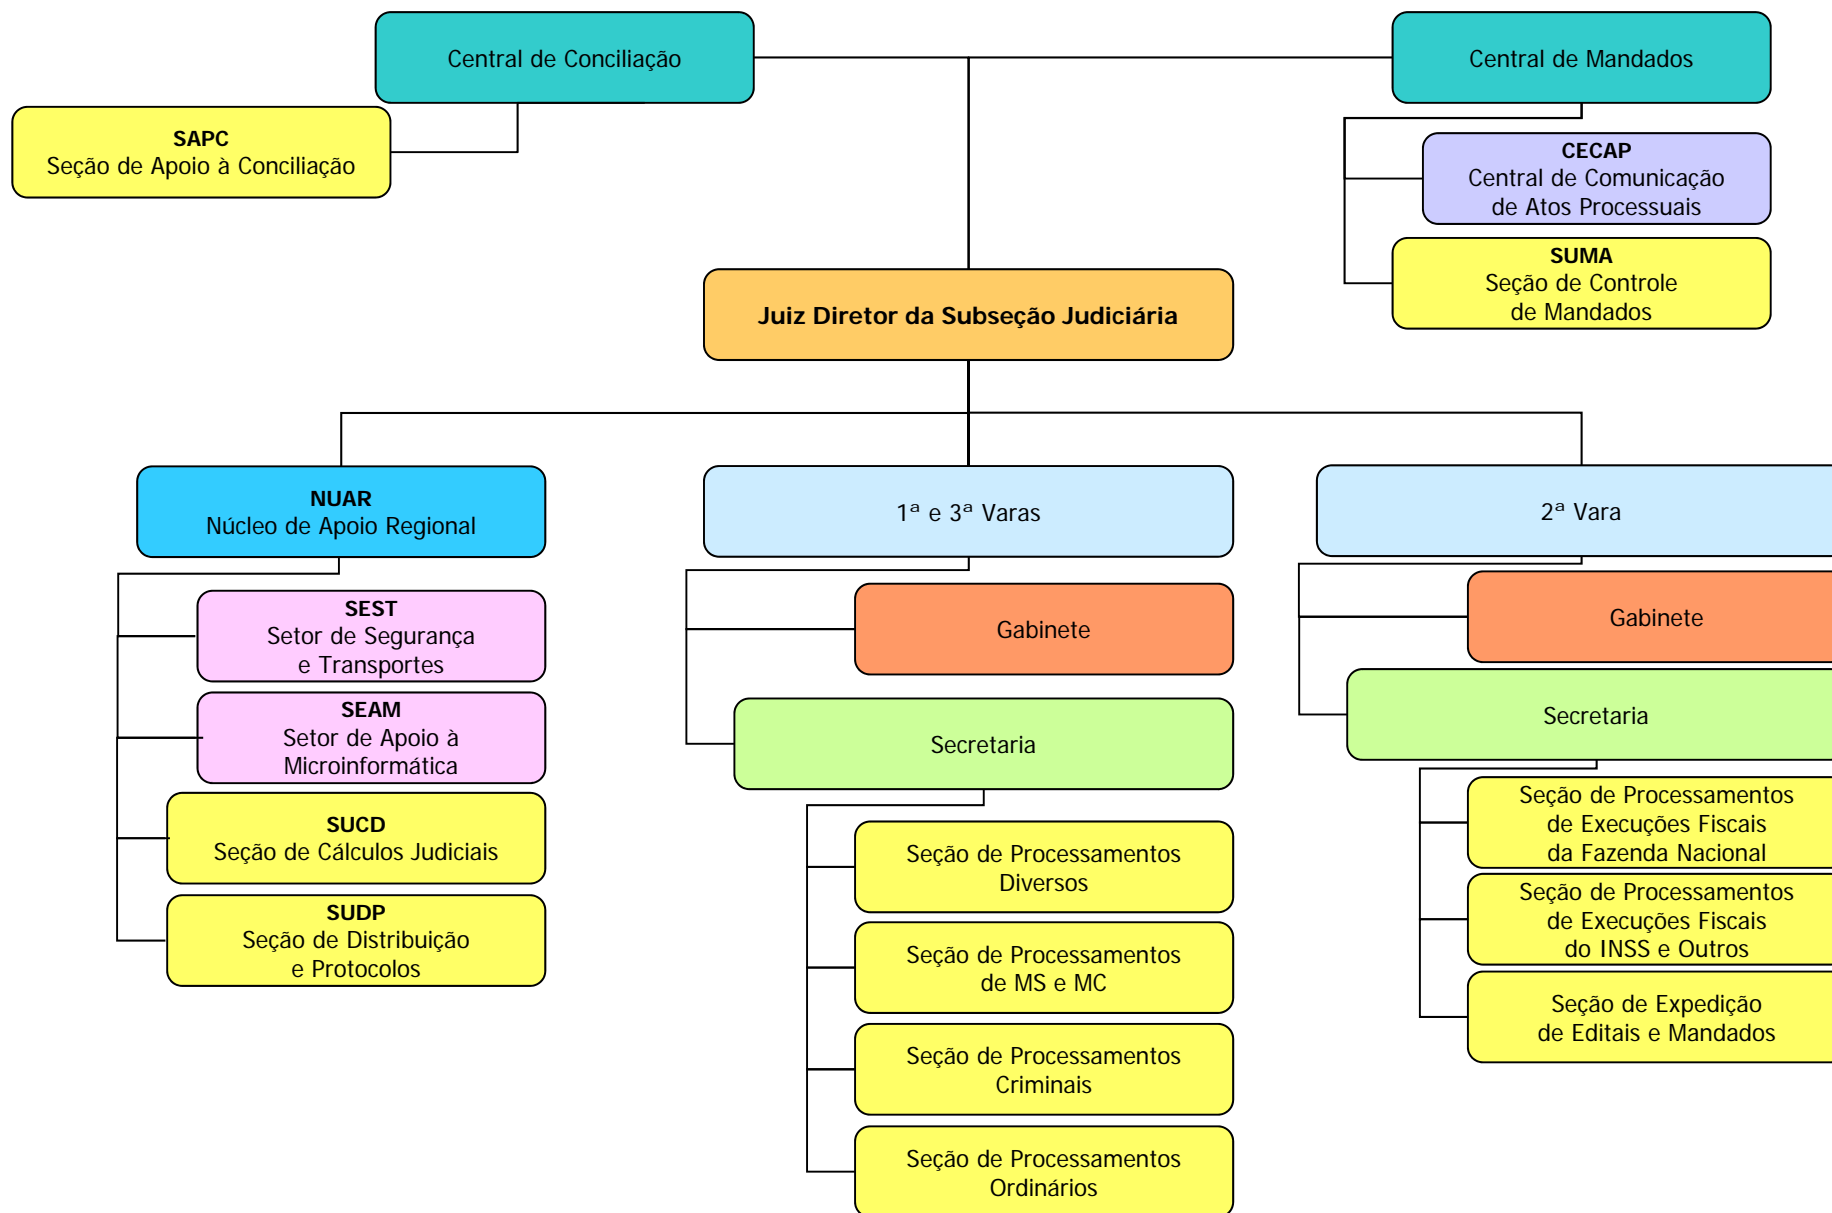 Central de Conciliação
Central de Mandados
SAPC
Seção de Apoio à Conciliação
CECAP
Central de Comunicação
de Atos Processuais
SUMA
Seção de Controle
de Mandados
Juiz Diretor da Subseção Judiciária
NUAR
Núcleo de Apoio Regional
SEST
Setor de Segurança
e Transportes
SEAM
Setor de Apoio à
Microinformática
SUCD
Seção de Cálculos Judiciais
SUDP
Seção de Distribuição
e Protocolos
1ª e 3ª Varas
Gabinete
Secretaria
Seção de Processamentos
Diversos
Seção de Processamentos
de MS e MC
Seção de Processamentos
Criminais
Seção de Processamentos
Ordinários
2ª Vara
Gabinete
Secretaria
Seção de Processamentos
de Execuções Fiscais
da Fazenda Nacional
Seção de Processamentos
de Execuções Fiscais
do INSS e Outros
Seção de Expedição
de Editais e Mandados